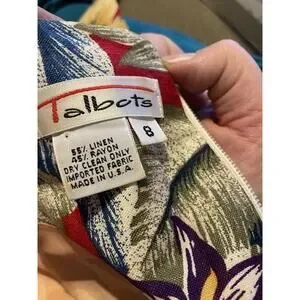 Talbots
8
55% LINEN
45% RAYON
DRY CLEAN ONLY
IMPORTED FABRIC
MADE IN U.S.A.